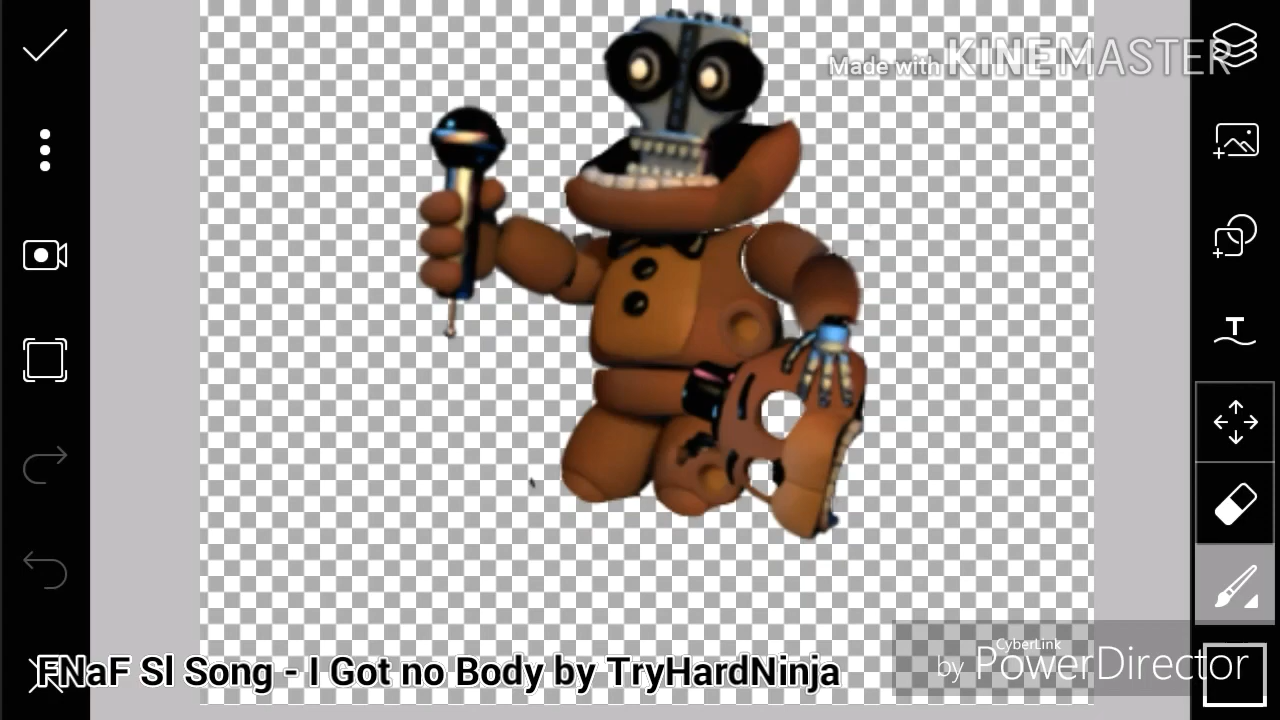 Made with KINEMASTER
CyberLink
by PowerDirector
FNaF Sl Song - I Got no Body by TryHardNinja